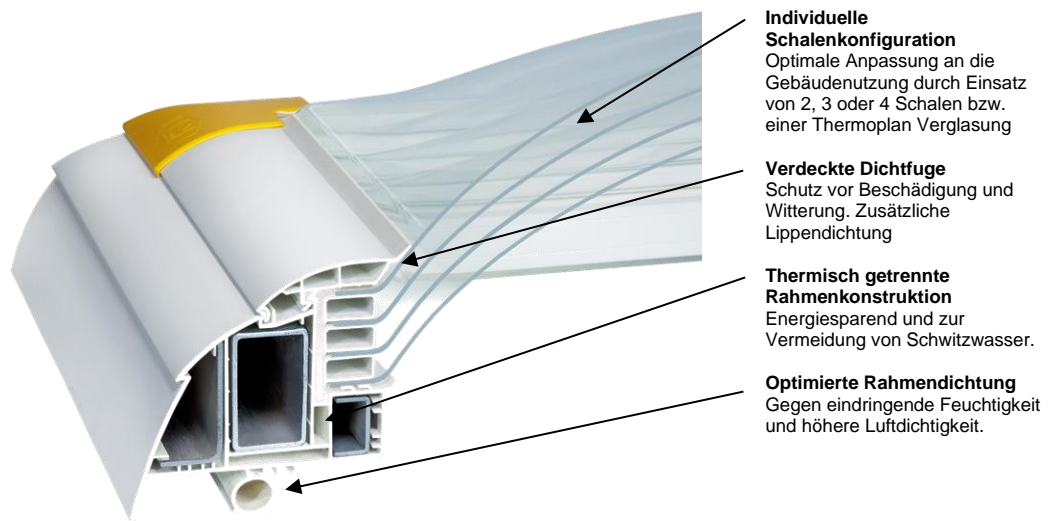 Individuelle
Schalenkonfiguration
Optimale Anpassung an die
Gebäudenutzung durch Einsatz
von 2, 3 oder 4 Schalen bzw.
einer Thermoplan Verglasung
Verdeckte Dichtfuge
Schutz vor Beschädigung und
Witterung. Zusätzliche
Lippendichtung
Thermisch getrennte
Rahmenkonstruktion
Energiesparend und zur
Vermeidung von Schwitzwasser.
Optimierte Rahmendichtung
Gegen eindringende Feuchtigkeit
und höhere Luftdichtigkeit.